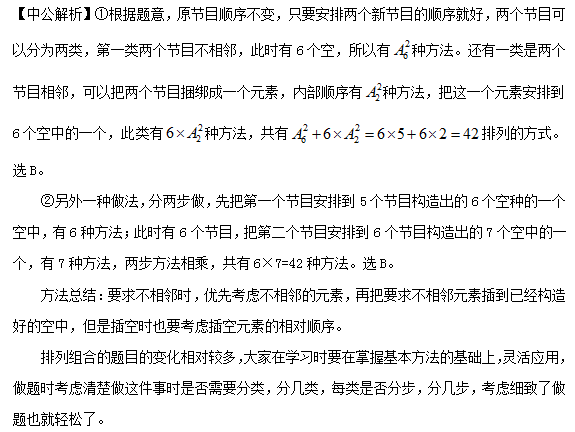 【中公解析】①根据题意，原节目顺序不变，只要安排两个新节目的顺序就好，两个节目可
以分为两类，第一类两个节目不相邻，此时有 6 个空，所以有 $A_6^2$ 种方法。还有一类是两个
节目相邻，可以把两个节目捆绑成一个元素，内部顺序有 $A_2^2$ 种方法，把这一个元素安排到
6 个空中的一个，此类有 $6×A_2^2$ 种方法，共有 $A_6^2+6×A_2^2=6×5+6×2=42$ 排列的方式。
选 B。
②另外一种做法，分两步做，先把第一个节目安排到 5 个节目构造出的 6 个空种的一个
空中，有 6 种方法；此时有 6 个节目，把第二个节目安排到 6 个节目构造出的 7 个空中的一
个，有 7 种方法，两步方法相乘，共有 6×7=42 种方法。选 B。
方法总结：要求不相邻时，优先考虑不相邻的元素，再把要求不相邻元素插到已经构造
好的空中，但是插空时也要考虑插空元素的相对顺序。
排列组合的题目的变化相对较多，大家在学习时要在掌握基本方法的基础上，灵活应用，
做题时考虑清楚做这件事时是否需要分类，分几类，每类是否分步，分几步，考虑细致了做
题也就轻松了。